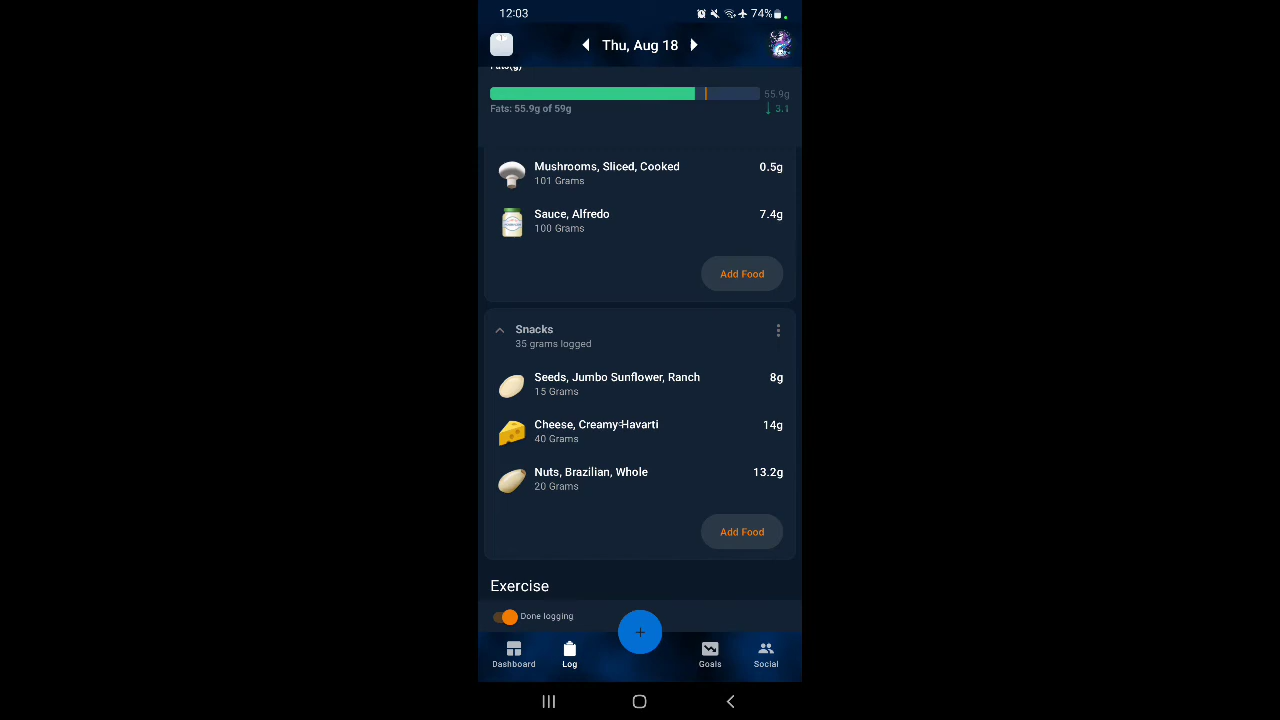 12:03
74%
Thu, Aug 18
Fats(g)
55.9g
Fats: 55.9g of 59g
↓ 3.1
Mushrooms, Sliced, Cooked
0.5g
101 Grams
Sauce, Alfredo
7.4g
100 Grams
Add Food
Snacks
35 grams logged
Seeds, Jumbo Sunflower, Ranch
8g
15 Grams
Cheese, Creamy Havarti
14g
40 Grams
Nuts, Brazilian, Whole
13.2g
20 Grams
Add Food
Exercise
Done logging
Dashboard
Log
Goals
Social